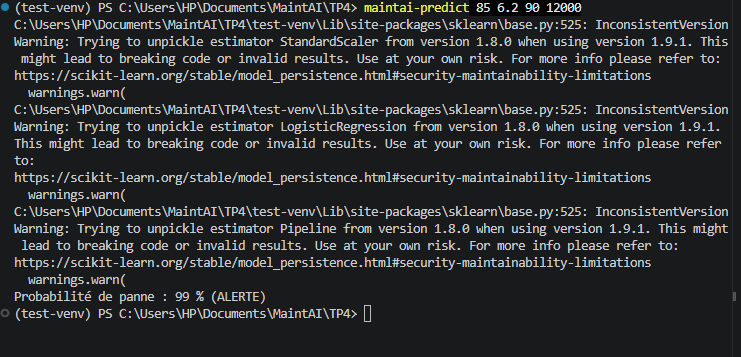 (test-venv) PS C:\Users\HP\Documents\MaintAI\TP4> maintai-predict 85 6.2 90 12000
C:\Users\HP\Documents\MaintAI\TP4\test-venv\Lib\site-packages\sklearn\base.py:525: InconsistentVersion
Warning: Trying to unpickle estimator StandardScaler from version 1.8.0 when using version 1.9.1. This
might lead to breaking code or invalid results. Use at your own risk. For more info please refer to:
https://scikit-learn.org/stable/model_persistence.html#security-maintainability-limitations
warnings.warn(
C:\Users\HP\Documents\MaintAI\TP4\test-venv\Lib\site-packages\sklearn\base.py:525: InconsistentVersion
Warning: Trying to unpickle estimator LogisticRegression from version 1.8.0 when using version 1.9.1.
This might lead to breaking code or invalid results. Use at your own risk. For more info please refer
to:
https://scikit-learn.org/stable/model_persistence.html#security-maintainability-limitations
warnings.warn(
C:\Users\HP\Documents\MaintAI\TP4\test-venv\Lib\site-packages\sklearn\base.py:525: InconsistentVersion
Warning: Trying to unpickle estimator Pipeline from version 1.8.0 when using version 1.9.1. This might
lead to breaking code or invalid results. Use at your own risk. For more info please refer to:
https://scikit-learn.org/stable/model_persistence.html#security-maintainability-limitations
warnings.warn(
Probabilité de panne : 99 % (ALERTE)
(test-venv) PS C:\Users\HP\Documents\MaintAI\TP4>